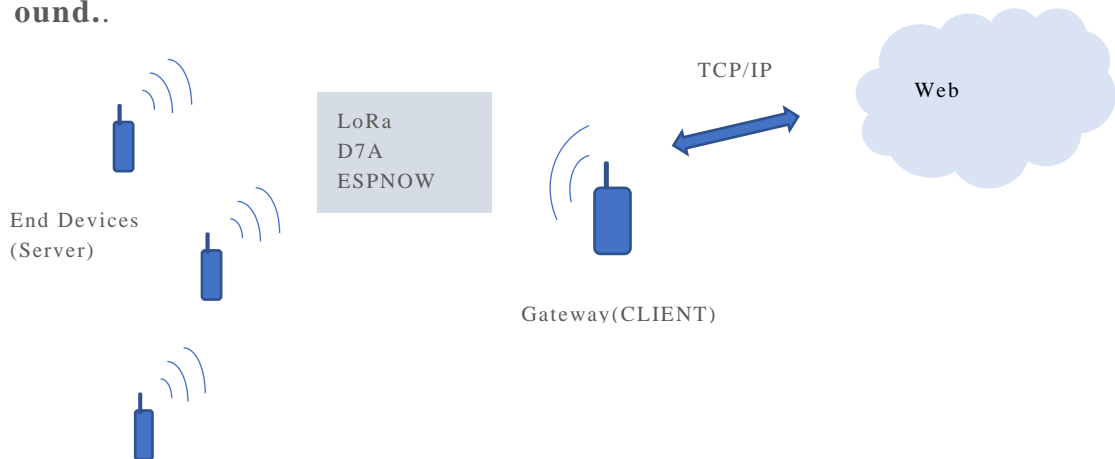 ound..
TCP/IP
Web
LoRa
D7A
ESPNOW
End Devices
(Server)
Gateway(CLIENT)